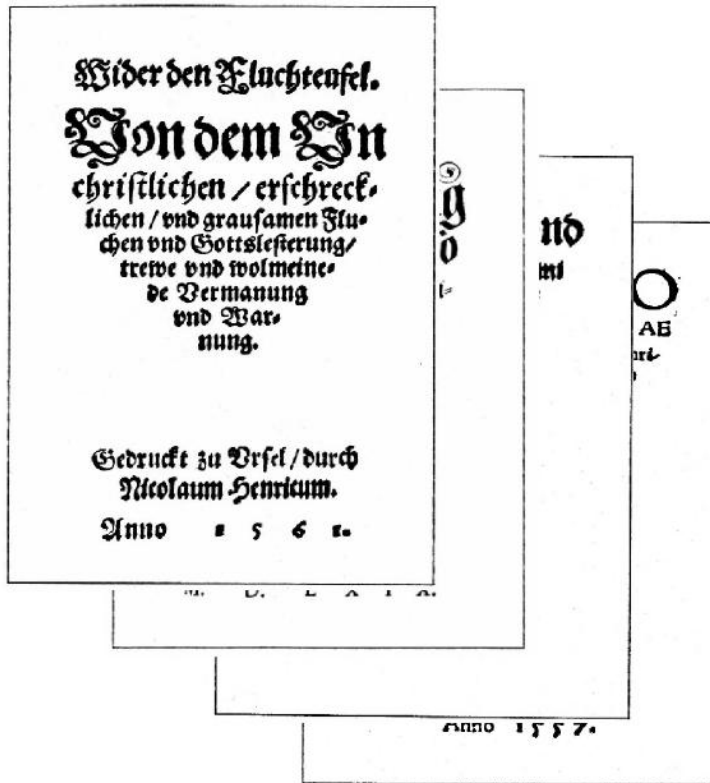 Wider den Fluchteufel.
Von dem Vn
christlichen / erschreck-
lichen / vnd grausamen Flu-
chen vnd Gottslesterung /
trewe vnd wolmeine-
de Vermanung
vnd War-
nung.
Gedruckt zu Vrsel / durch
Nicolaum Henricum.
Anno 1561.
g
o
nd
O
AE
M. D. L X I X.
Anno 1557.